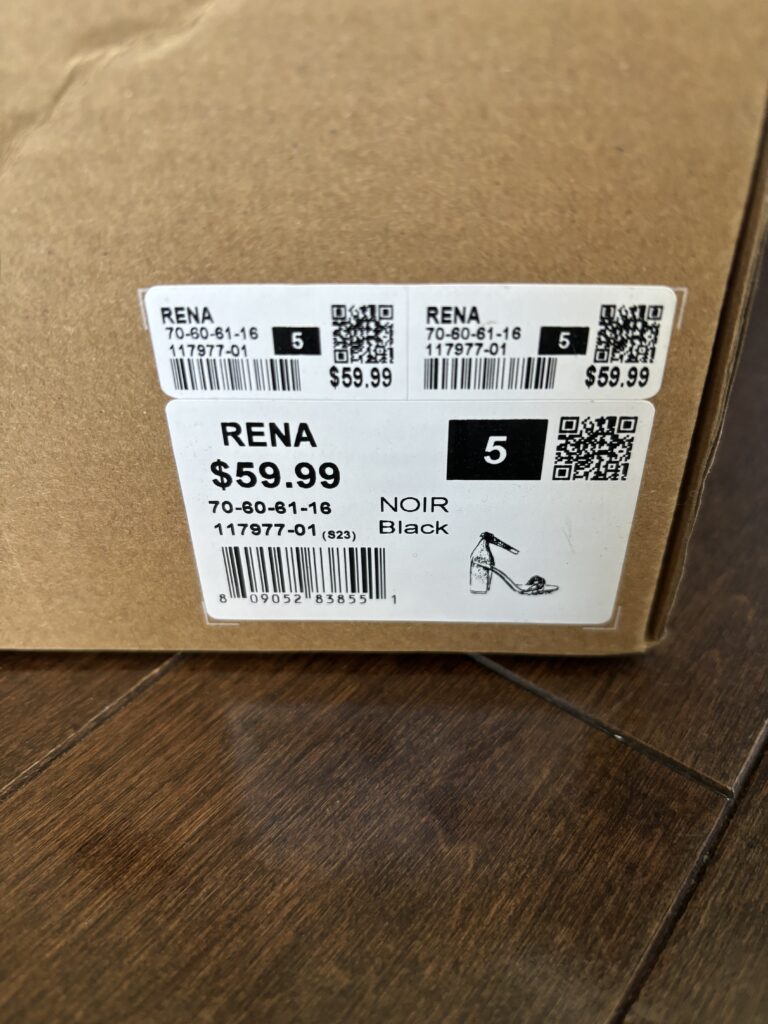 RENA
70-60-61-16
117977-01
5
$59.99
RENA
70-60-61-16
117977-01
5
$59.99
RENA
5
$59.99
70-60-61-16 NOIR
117977-01 (S23) Black
8 09052 83855 1